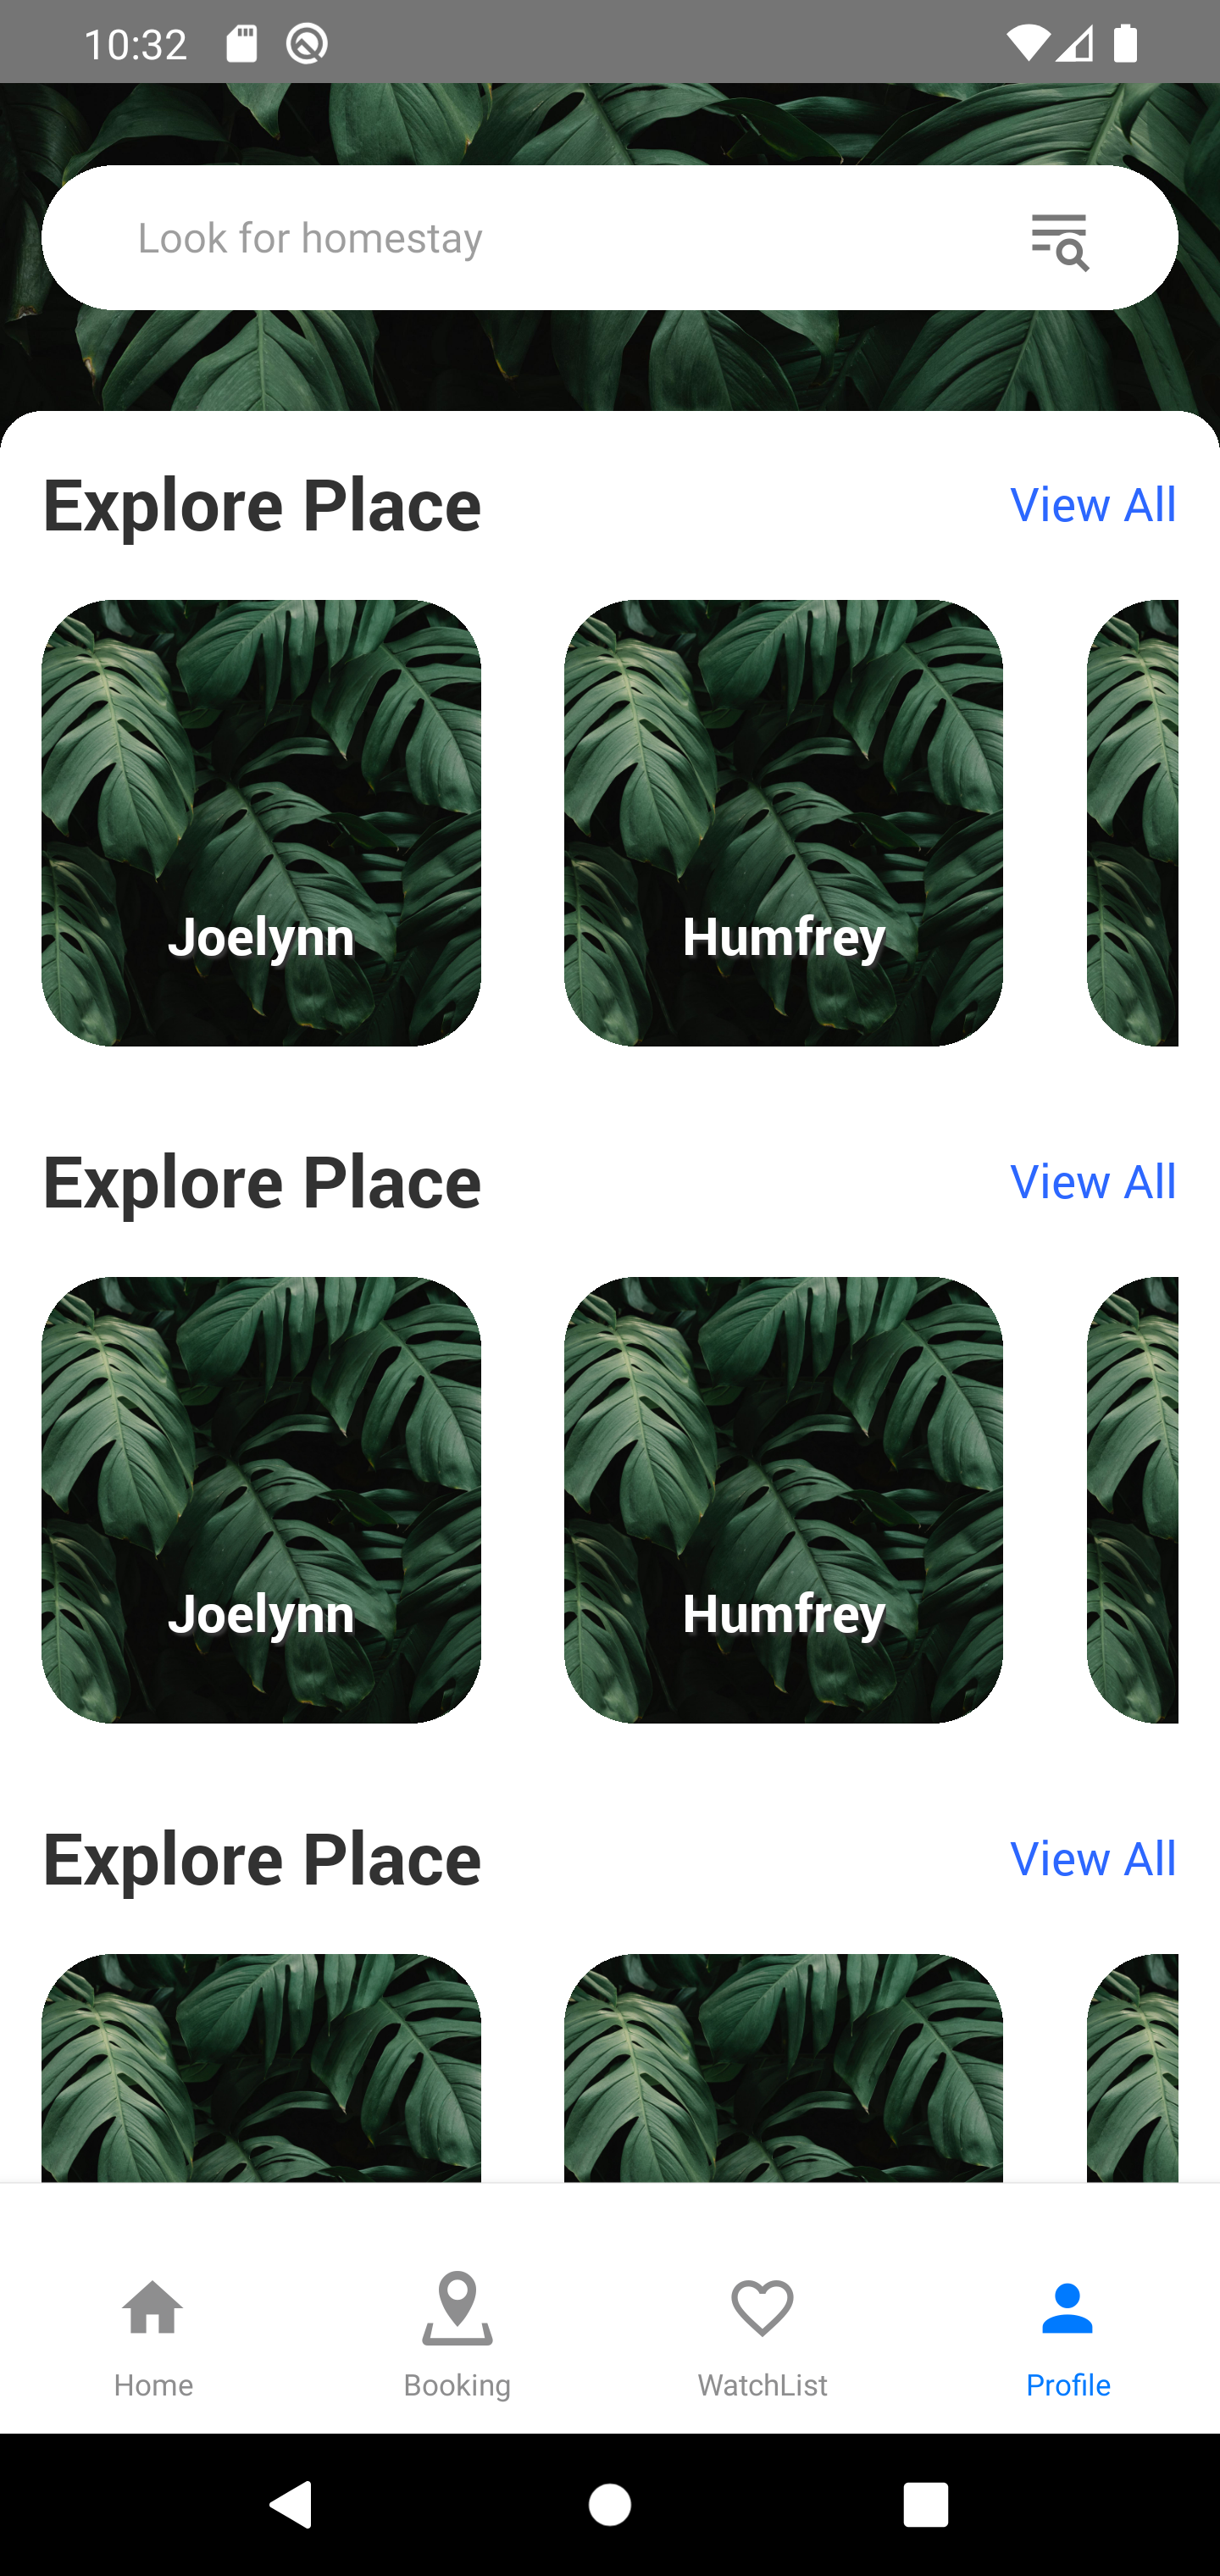 10:32
Look for homestay
Explore Place
View All
Joelynn
Humfrey
Explore Place
View All
Joelynn
Humfrey
Explore Place
View All
Home
Booking
WatchList
Profile